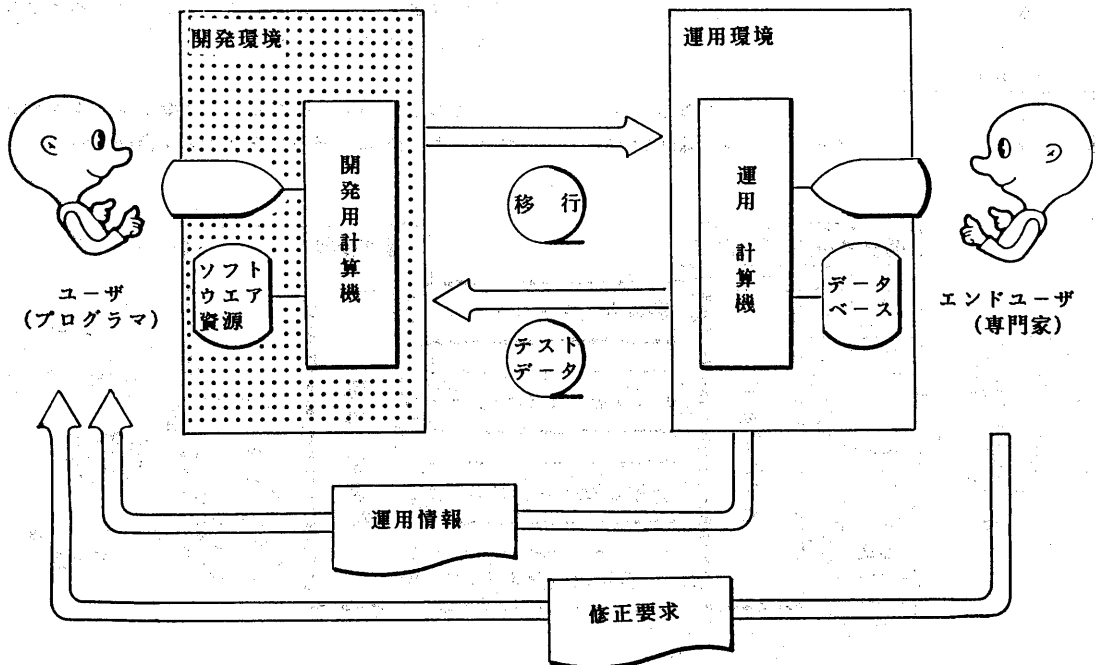 開発環境
開発用計算機
ソフト
ウエア
資源
ユーザ
(プログラマ)
移 行
テスト
データ
運用環境
運用 計算機
データ
ベース
エンドユーザ
(専門家)
運用情報
修正要求